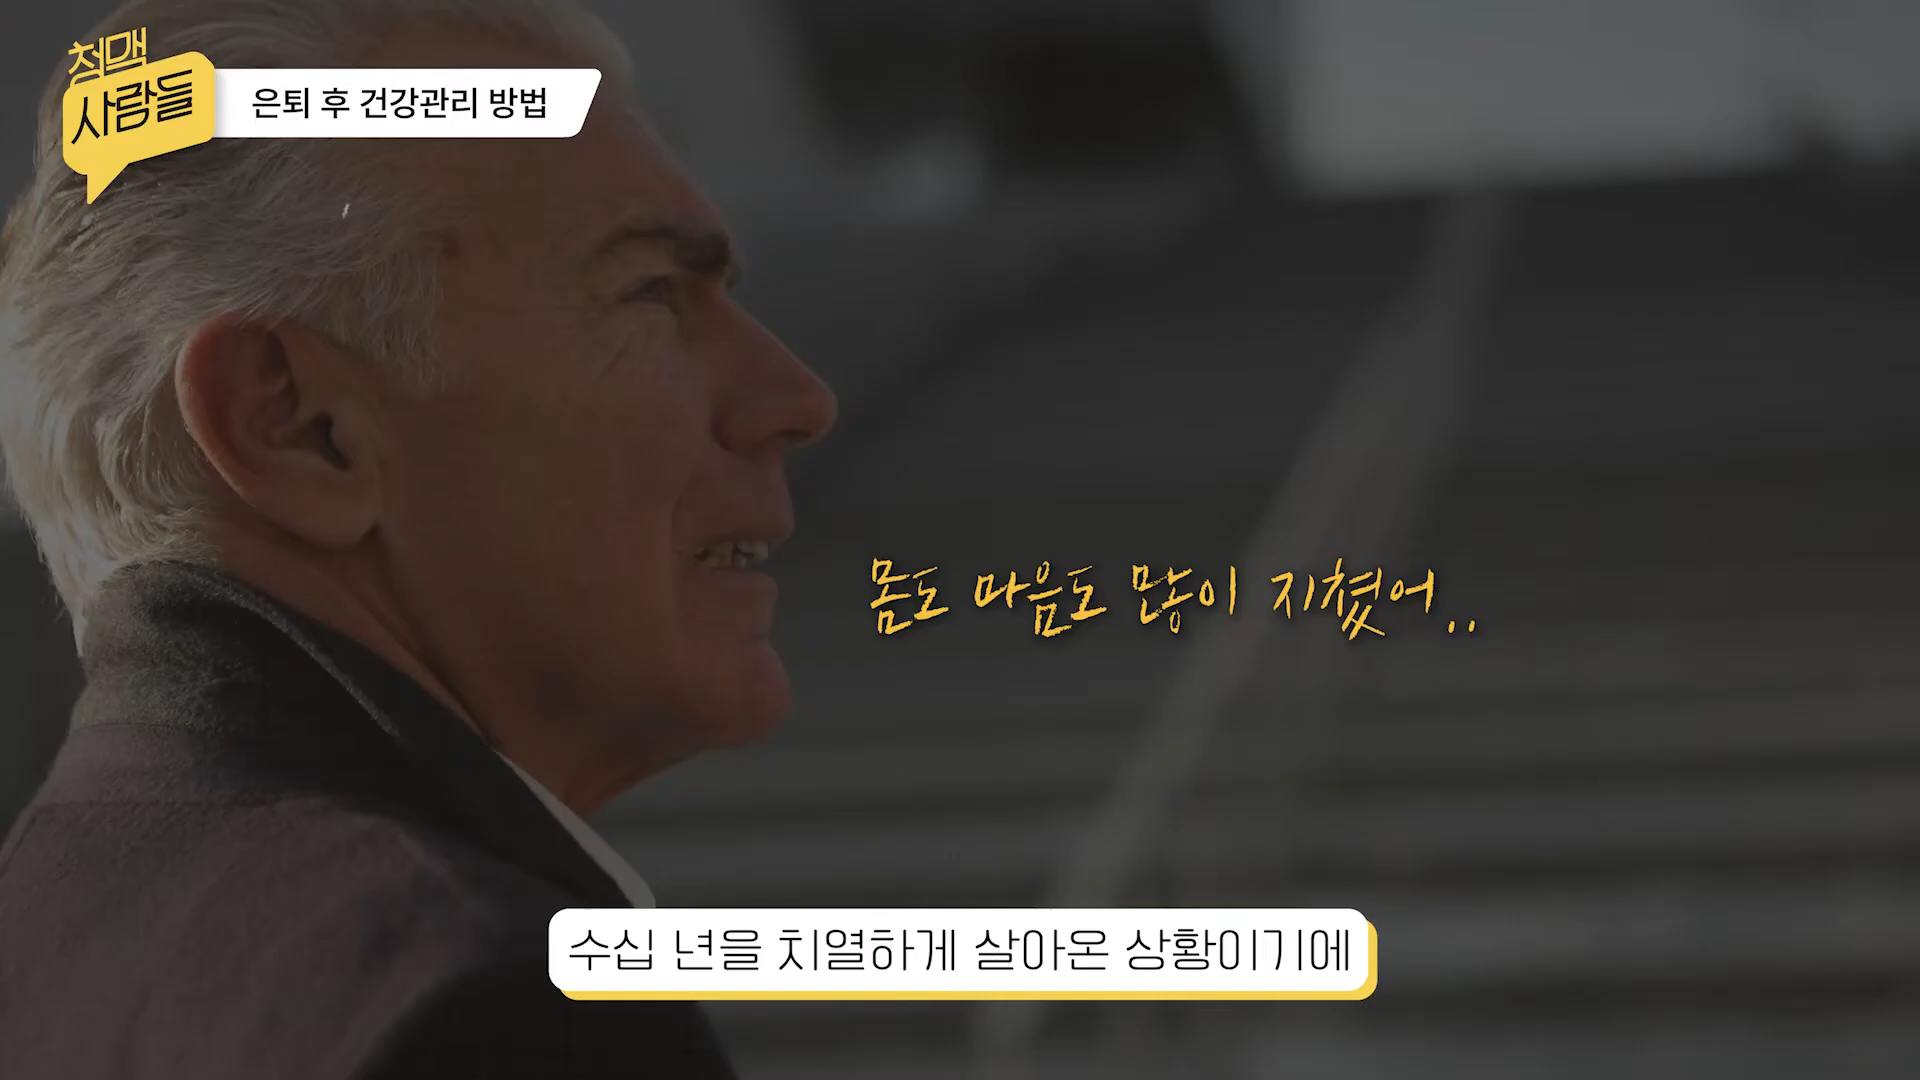 청맥
사람들
은퇴 후 건강관리 방법
몸도 마음도 많이 지쳤어..
수십 년을 치열하게 살아온 상황이기에